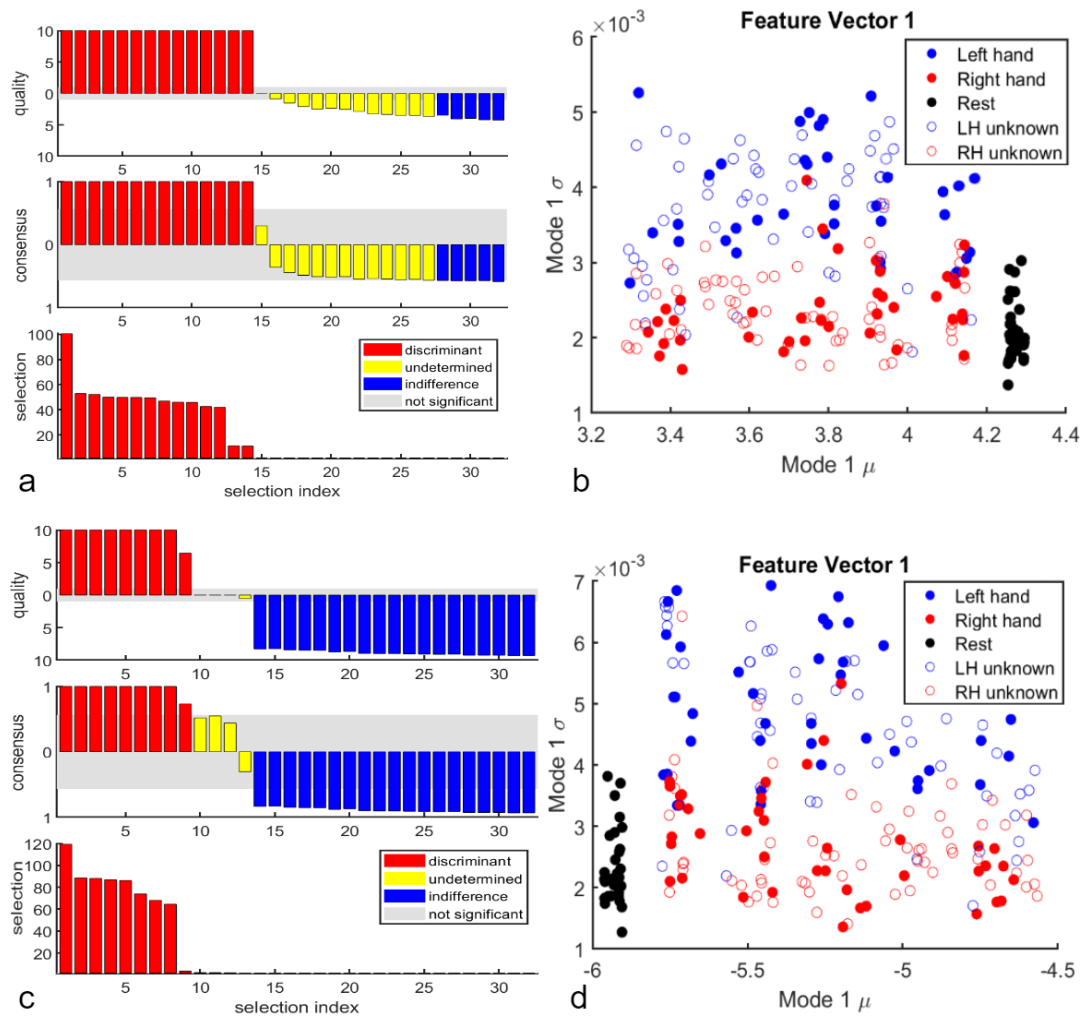 10
5
0
5
10
quality
5 10 15 20 25 30
1
0
1
consensus
5 10 15 20 25 30
100
80
60
40
20
selection
discriminant
undetermined
indifference
not significant
5 10 15 20 25 30
selection index
a
Feature Vector 1
×10⁻³
6
5
4
3
2
1
Mode 1 σ
Left hand
Right hand
Rest
LH unknown
RH unknown
3.2 3.4 3.6 3.8 4 4.2 4.4
Mode 1 μ
b
10
5
0
5
10
quality
5 10 15 20 25 30
1
0
1
consensus
5 10 15 20 25 30
120
100
80
60
40
20
selection
discriminant
undetermined
indifference
not significant
5 10 15 20 25 30
selection index
c
Feature Vector 1
×10⁻³
7
6
5
4
3
2
1
Mode 1 σ
Left hand
Right hand
Rest
LH unknown
RH unknown
-6 -5.5 -5 -4.5
Mode 1 μ
d